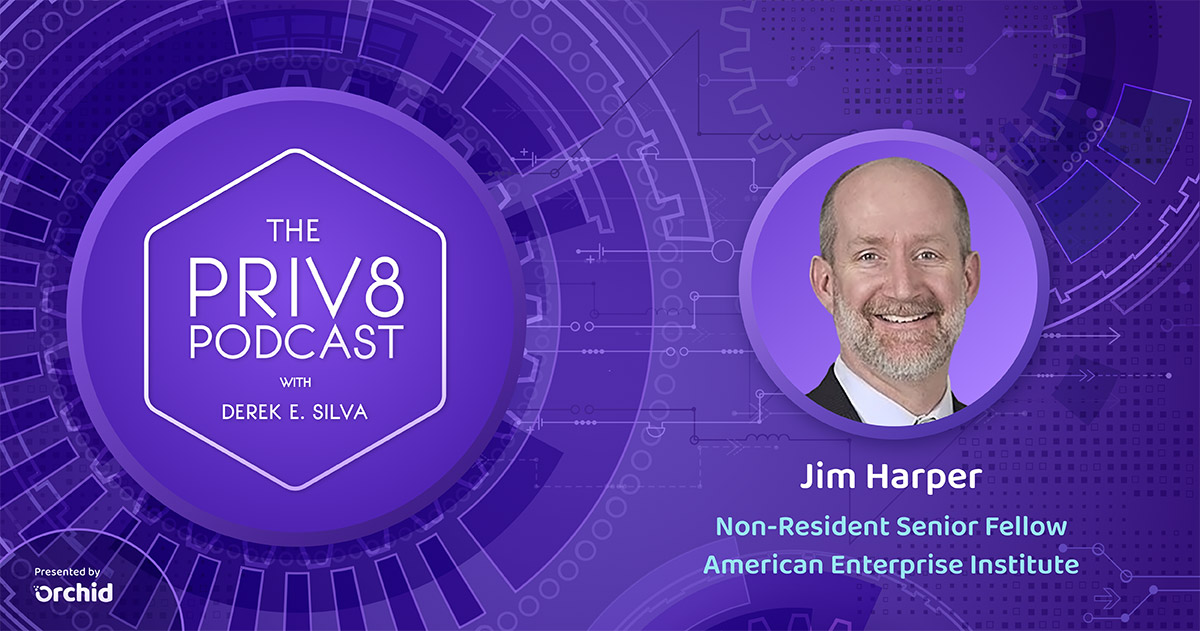 THE
PRIV8
PODCAST
WITH
DEREK E. SILVA
Jim Harper
Non-Resident Senior Fellow
American Enterprise Institute
Presented by
Orchid